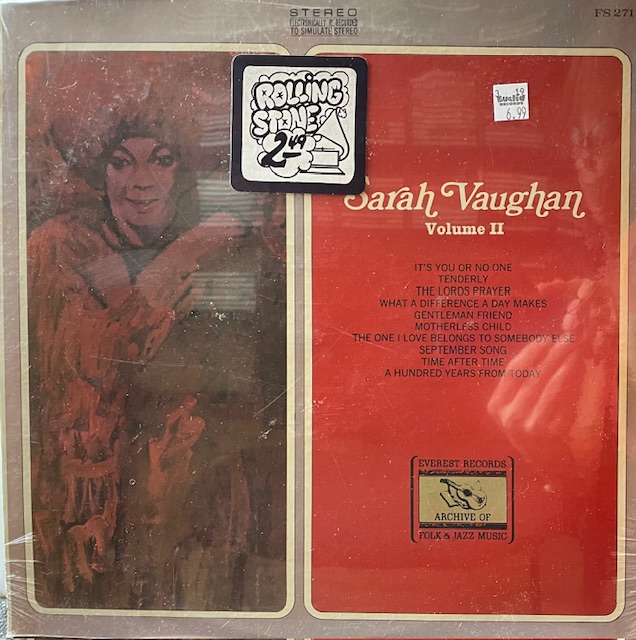 STEREO
ELECTRONICALLY RE-RECORDED
TO SIMULATE STEREO
FS 271
ROLLING
STONE
2.49
Euclid
RECORDS
6.99
Sarah Vaughan
Volume II
IT'S YOU OR NO ONE
TENDERLY
THE LORDS PRAYER
WHAT A DIFFERENCE A DAY MAKES
GENTLEMAN FRIEND
MOTHERLESS CHILD
THE ONE I LOVE BELONGS TO SOMEBODY ELSE
SEPTEMBER SONG
TIME AFTER TIME
A HUNDRED YEARS FROM TODAY
EVEREST RECORDS
ARCHIVE OF
FOLK & JAZZ MUSIC